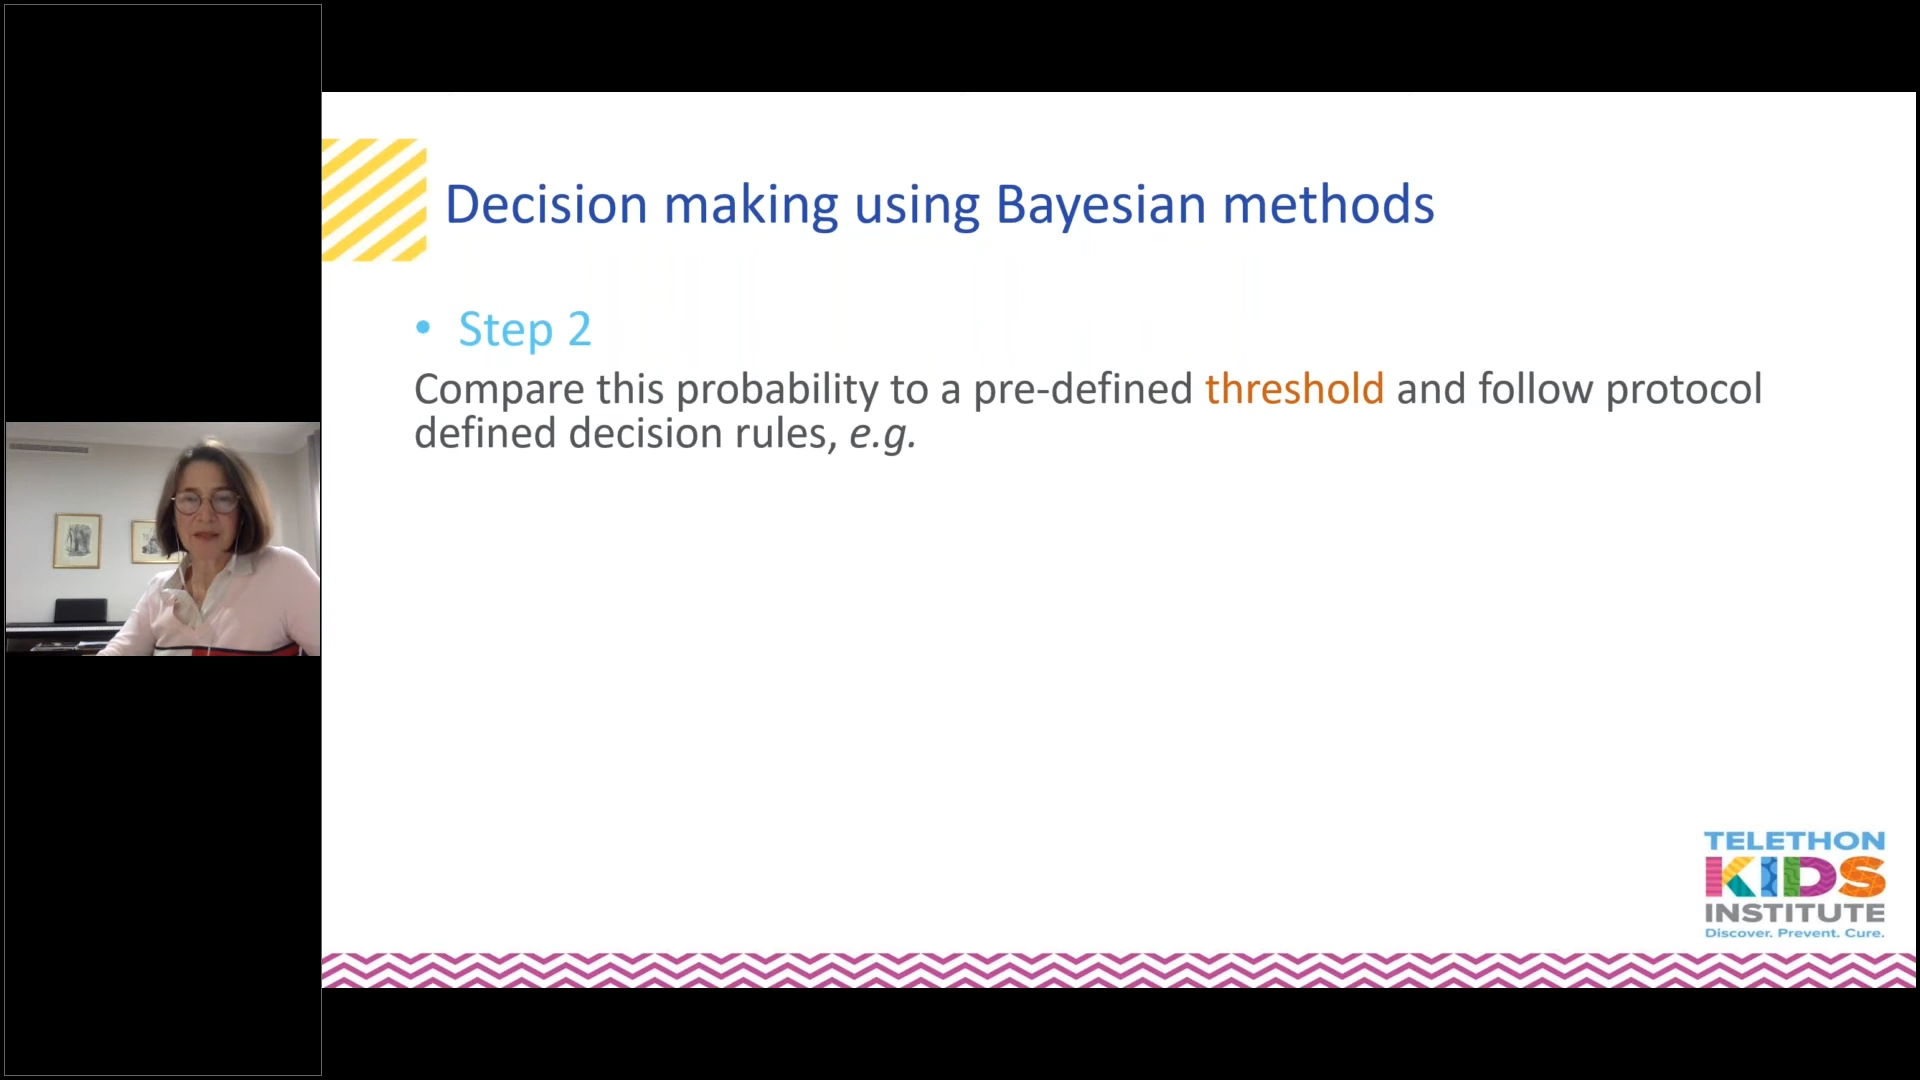 Decision making using Bayesian methods
• Step 2
Compare this probability to a pre-defined threshold and follow protocol
defined decision rules, e.g.
TELETHON
KIDS
INSTITUTE
Discover. Prevent. Cure.